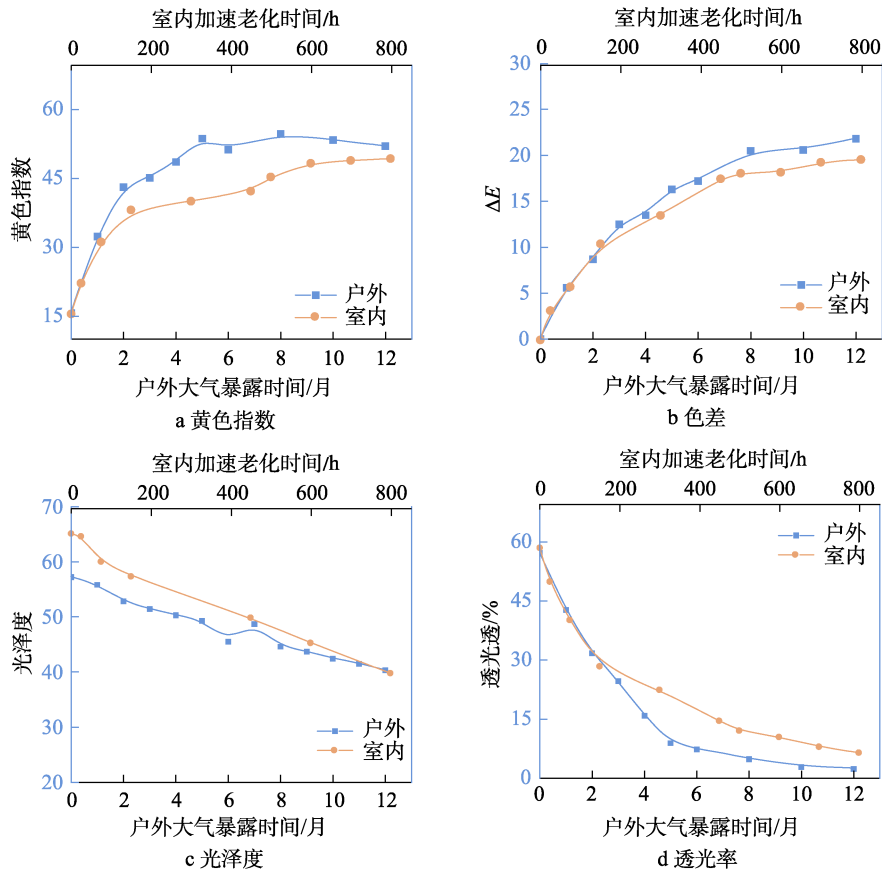 室内加速老化时间/h
0 200 400 600 800
黄色指数
60
45
30
15
户外
室内
0 2 4 6 8 10 12
户外大气暴露时间/月
a 黄色指数
室内加速老化时间/h
0 200 400 600 800
ΔE
30
25
20
15
10
5
0
户外
室内
0 2 4 6 8 10 12
户外大气暴露时间/月
b 色差
室内加速老化时间/h
0 200 400 600 800
光泽度
70
60
50
40
30
20
户外
室内
0 2 4 6 8 10 12
户外大气暴露时间/月
c 光泽度
室内加速老化时间/h
0 200 400 600 800
透光透/%
60
45
30
15
0
户外
室内
0 2 4 6 8 10 12
户外大气暴露时间/月
d 透光率